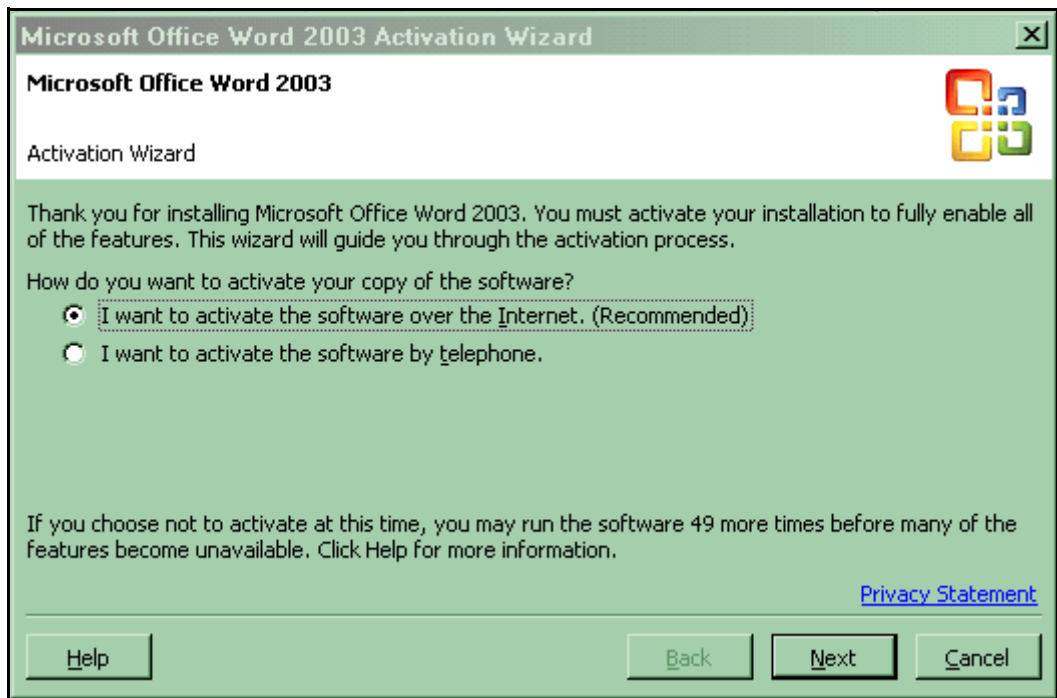 Microsoft Office Word 2003 Activation Wizard
Microsoft Office Word 2003
Activation Wizard
Thank you for installing Microsoft Office Word 2003. You must activate your installation to fully enable all
of the features. This wizard will guide you through the activation process.
How do you want to activate your copy of the software?
I want to activate the software over the Internet. (Recommended)
I want to activate the software by telephone.
If you choose not to activate at this time, you may run the software 49 more times before many of the
features become unavailable. Click Help for more information.
Privacy Statement
Help Back Next Cancel